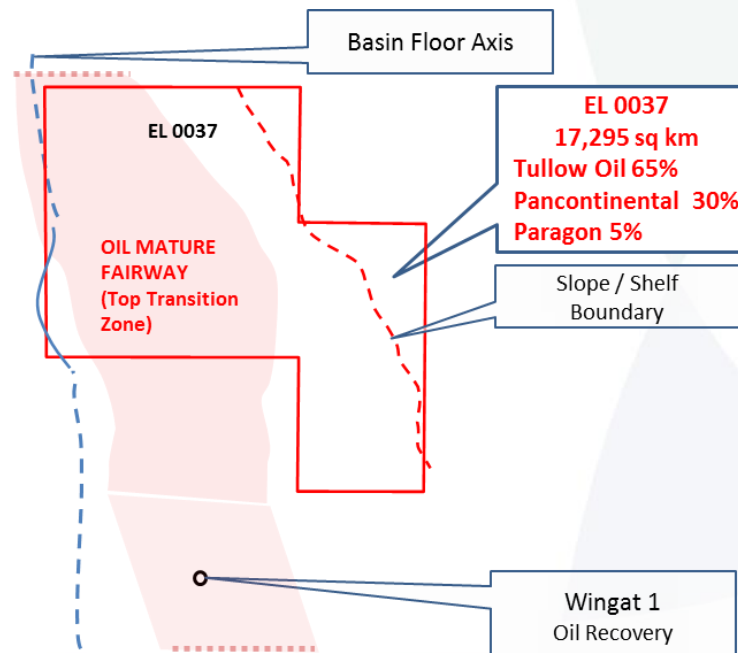 Basin Floor Axis
EL 0037
EL 0037
17,295 sq km
Tullow Oil 65%
Pancontinental 30%
Paragon 5%
OIL MATURE
FAIRWAY
(Top Transition
Zone)
Slope / Shelf
Boundary
Wingat 1
Oil Recovery